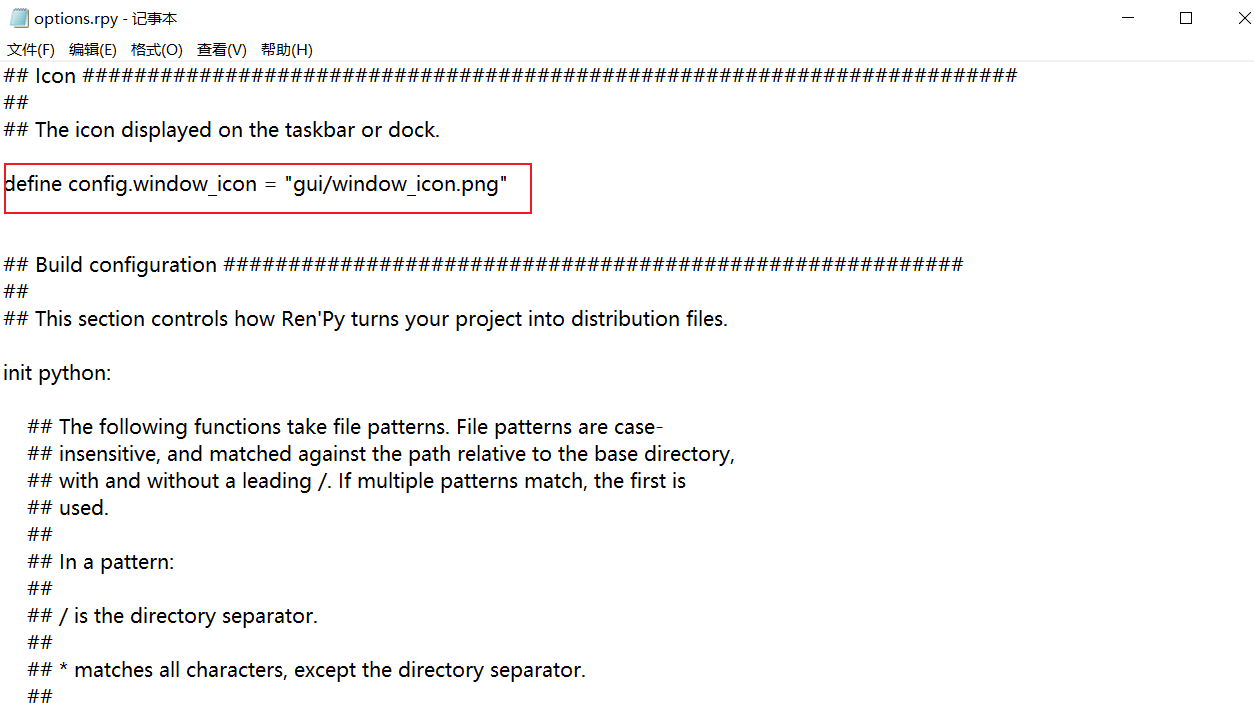 options.rpy - 记事本
文件(F) 编辑(E) 格式(O) 查看(V) 帮助(H)
## Icon ########################################################################
##
## The icon displayed on the taskbar or dock.
define config.window_icon = "gui/window_icon.png"
## Build configuration #########################################################
##
## This section controls how Ren'Py turns your project into distribution files.
init python:
## The following functions take file patterns. File patterns are case-
## insensitive, and matched against the path relative to the base directory,
## with and without a leading /. If multiple patterns match, the first is
## used.
##
## In a pattern:
##
## / is the directory separator.
##
## * matches all characters, except the directory separator.
##